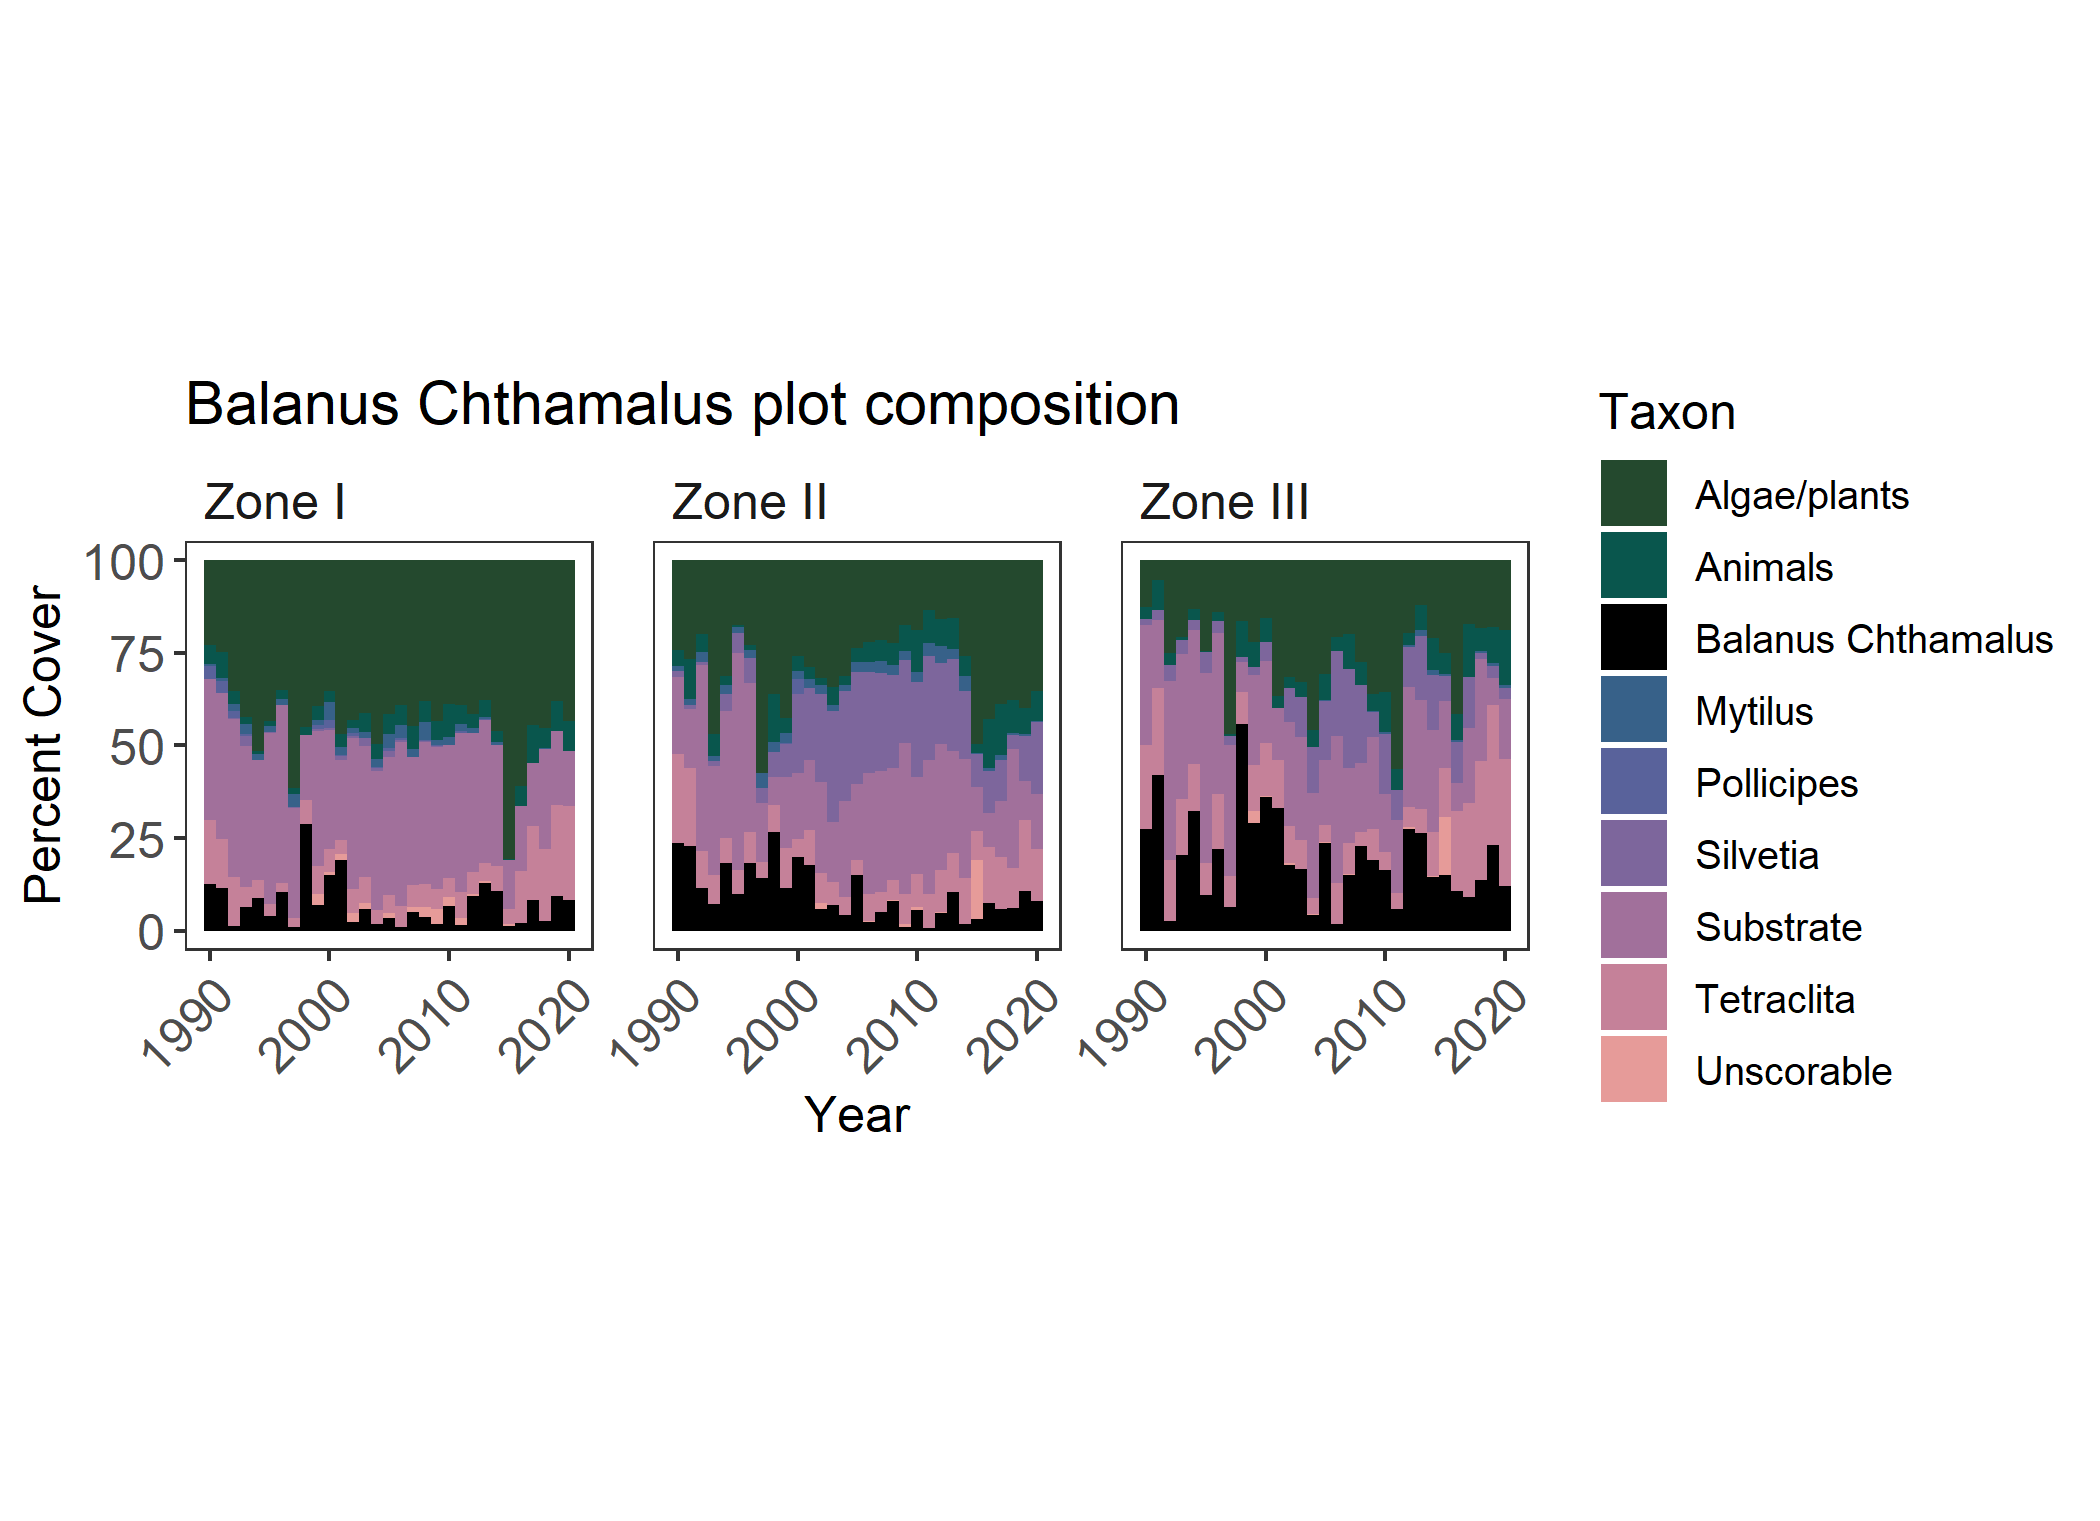 Balanus Chthamalus plot composition
Zone I
Zone II
Zone III
Percent Cover
100
75
50
25
0
1990
2000
2010
2020
1990
2000
2010
2020
1990
2000
2010
2020
Year
Taxon
Algae/plants
Animals
Balanus Chthamalus
Mytilus
Pollicipes
Silvetia
Substrate
Tetraclita
Unscorable